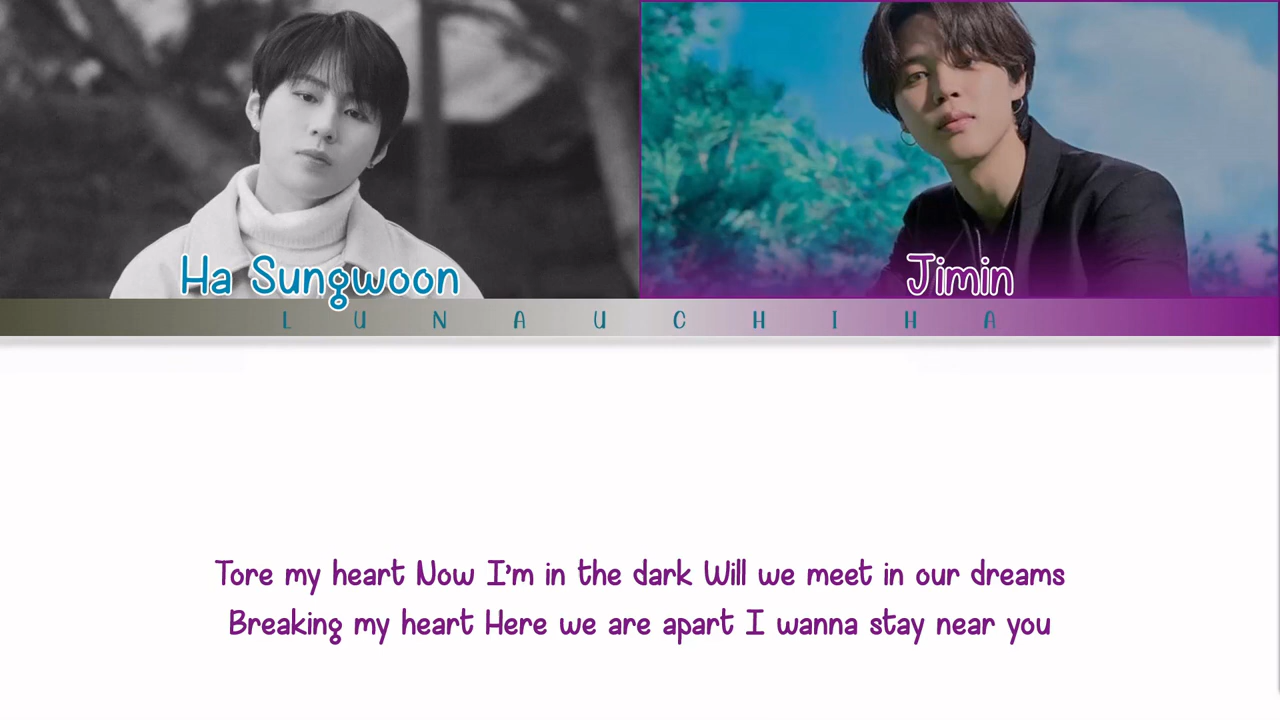 Ha Sungwoon
Jimin
LUNAUCHIHA
Tore my heart Now I'm in the dark Will we meet in our dreams
Breaking my heart Here we are apart I wanna stay near you